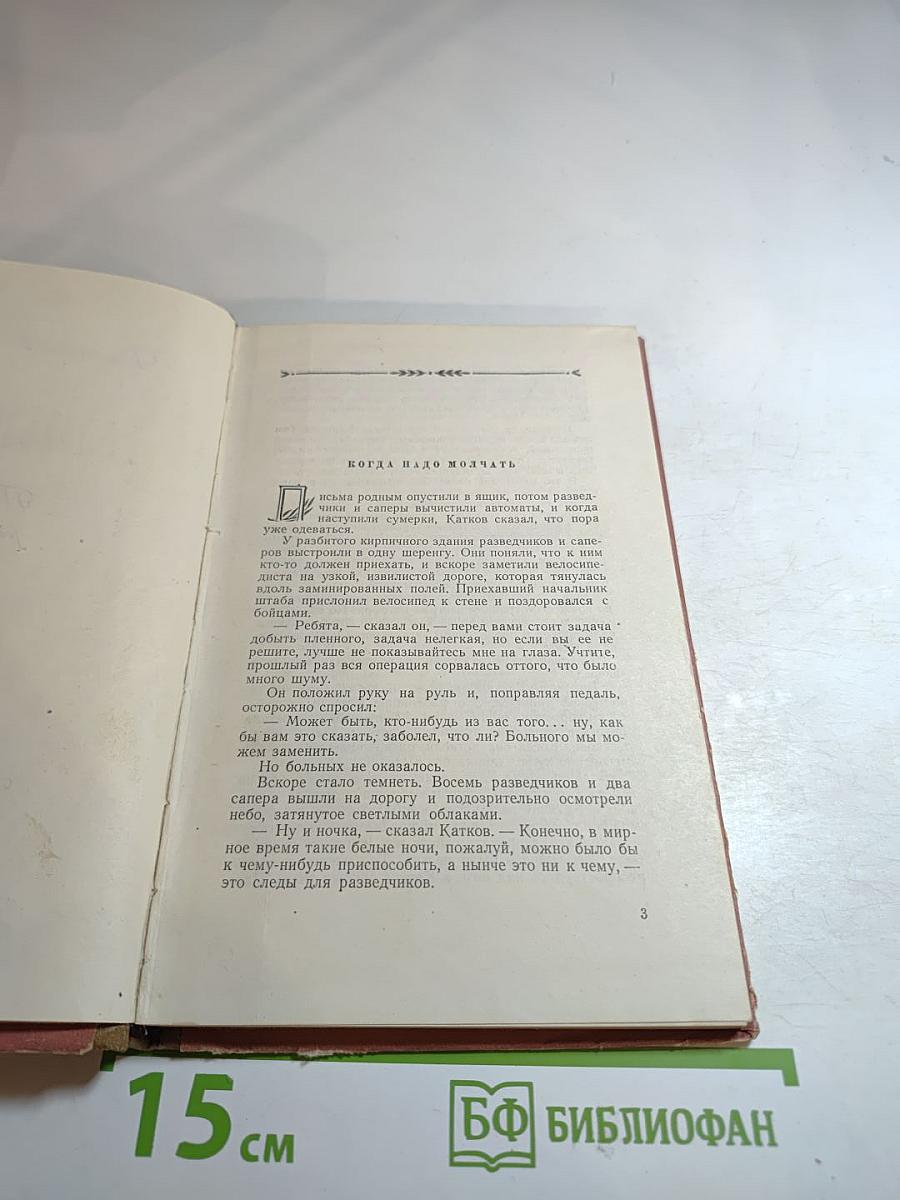 КОГДА НАДО МОЛЧАТЬ
Письма родным опустили в ящик, потом развед-
чики и саперы вычистили автоматы, и когда
наступили сумерки, Катков сказал, что пора
уже одеваться.
У разбитого кирпичного здания разведчиков и сапе-
ров выстроили в одну шеренгу. Они поняли, что к ним
кто-то должен приехать, и вскоре заметили велосипе-
диста на узкой, извилистой дороге, которая тянулась
вдоль заминированных полей. Приехавший начальник
штаба прислонил велосипед к стене и поздоровался с
бойцами.
— Ребята, — сказал он, — перед вами стоит задача
добыть пленного, задача нелегкая, но если вы ее не
решите, лучше не показывайтесь мне на глаза. Учтите,
прошлый раз вся операция сорвалась оттого, что было
много шуму.
Он положил руку на руль и, поправляя педаль,
осторожно спросил:
— Может быть, кто-нибудь из вас того... ну, как
бы вам это сказать, заболел, что ли? Больного мы мо-
жем заменить.
Но больных не оказалось.
Вскоре стало темнеть. Восемь разведчиков и два
сапера вышли на дорогу и подозрительно осмотрели
небо, затянутое светлыми облаками.
— Ну и ночка, — сказал Катков. — Конечно, в мир-
ное время такие белые ночи, пожалуй, можно было бы
к чему-нибудь приспособить, а нынче это ни к чему, —
это следы для разведчиков.
3
15 см
БФ БИБЛИОФАН